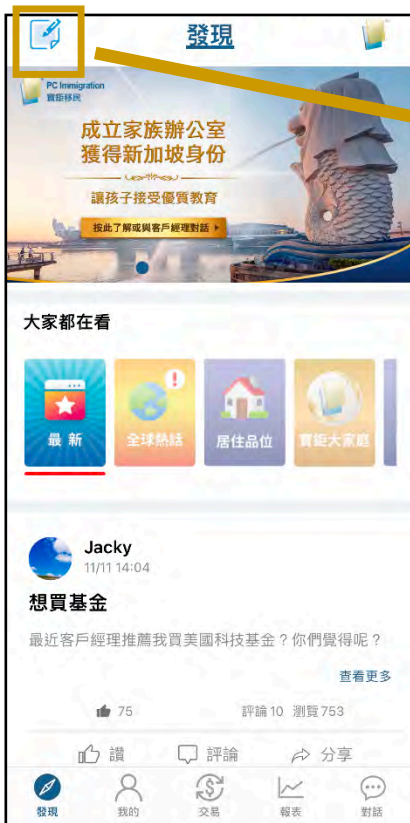 發現
PC Immigration
寶鉅移民
成立家族辦公室
獲得新加坡身份
讓孩子接受優質教育
按此了解或與客戶經理對話
大家都在看
最新
全球熱話
居住品位
寶鉅大家庭
Jacky
11/11 14:04
想買基金
最近客戶經理推薦我買美國科技基金？你們覺得呢？
查看更多
75 評論 10 瀏覽 753
讚 評論 分享
發現 我的 交易 報表 對話